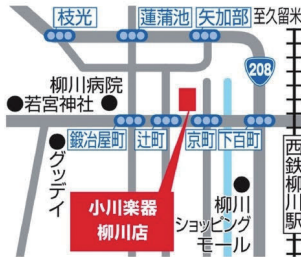 枝光
蓮蒲池
矢加部
至久留米
208
柳川病院
若宮神社
鍛冶屋町
辻町
京町
下百町
グッデイ
小川楽器
柳川店
柳川
ショッピング
モール
西鉄柳川駅